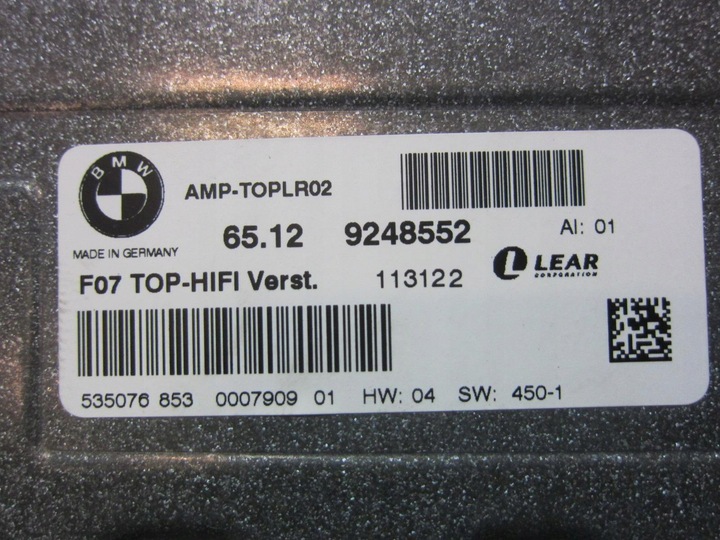 BMW
AMP-TOPLR02
65.12 9248552 AI: 01
MADE IN GERMANY
F07 TOP-HIFI Verst. 113122 LEAR
CORPORATION
535076 853 0007909 01 HW: 04 SW: 450-1